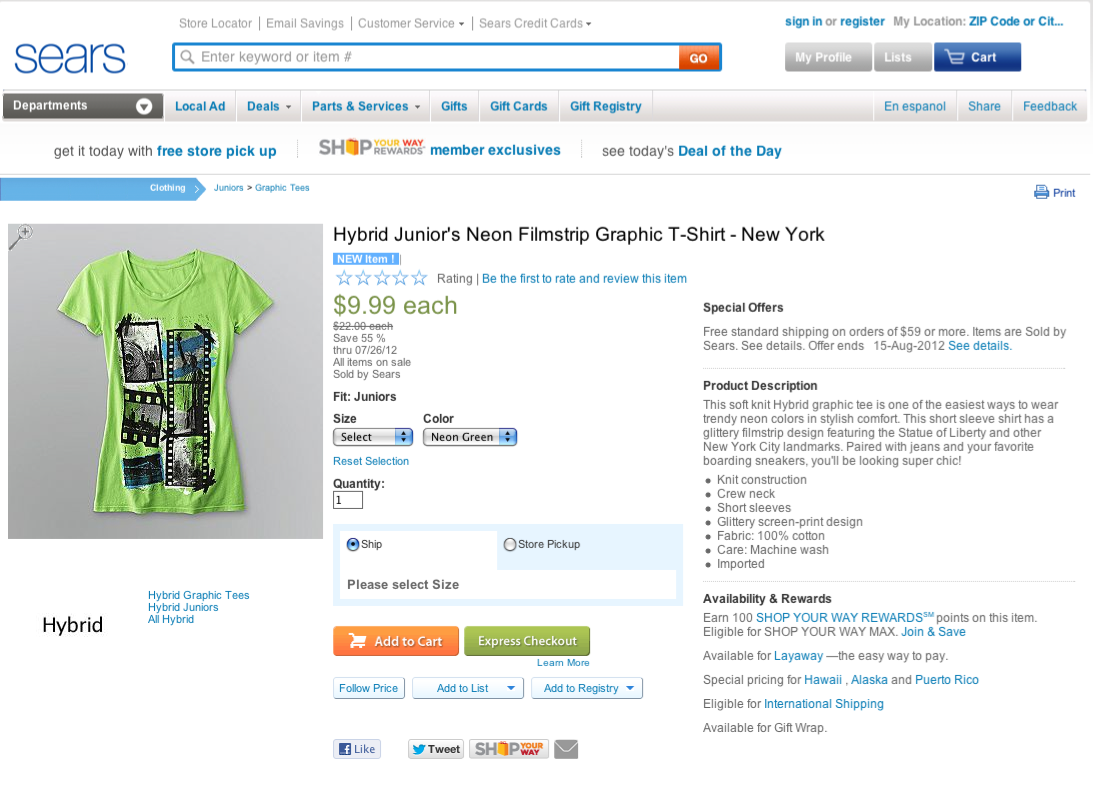 Store Locator | Email Savings | Customer Service | Sears Credit Cards
sign in or register My Location: ZIP Code or Cit...
sears
Enter keyword or item #
GO
My Profile
Lists
Cart
Departments
Local Ad
Deals
Parts & Services
Gifts
Gift Cards
Gift Registry
En espanol
Share
Feedback
get it today with free store pick up
SHOP YOUR WAY REWARDS member exclusives
see today's Deal of the Day
Clothing
Juniors > Graphic Tees
Print
Hybrid Junior's Neon Filmstrip Graphic T-Shirt - New York
NEW Item !
Rating | Be the first to rate and review this item
$9.99 each
$22.00 each
Save 55 %
thru 07/26/12
All items on sale
Sold by Sears
Fit: Juniors
Size
Color
Select
Neon Green
Reset Selection
Quantity:
1
Ship
Store Pickup
Please select Size
Add to Cart
Express Checkout
Learn More
Follow Price
Add to List
Add to Registry
Like
Tweet
SHOP YOUR WAY
Hybrid
Hybrid Graphic Tees
Hybrid Juniors
All Hybrid
Special Offers
Free standard shipping on orders of $59 or more. Items are Sold by
Sears. See details. Offer ends 15-Aug-2012 See details.
Product Description
This soft knit Hybrid graphic tee is one of the easiest ways to wear
trendy neon colors in stylish comfort. This short sleeve shirt has a
glittery filmstrip design featuring the Statue of Liberty and other
New York City landmarks. Paired with jeans and your favorite
boarding sneakers, you'll be looking super chic!
• Knit construction
• Crew neck
• Short sleeves
• Glittery screen-print design
• Fabric: 100% cotton
• Care: Machine wash
• Imported
Availability & Rewards
Earn 100 SHOP YOUR WAY REWARDS℠ points on this item.
Eligible for SHOP YOUR WAY MAX. Join & Save
Available for Layaway —the easy way to pay.
Special pricing for Hawaii , Alaska and Puerto Rico
Eligible for International Shipping
Available for Gift Wrap.